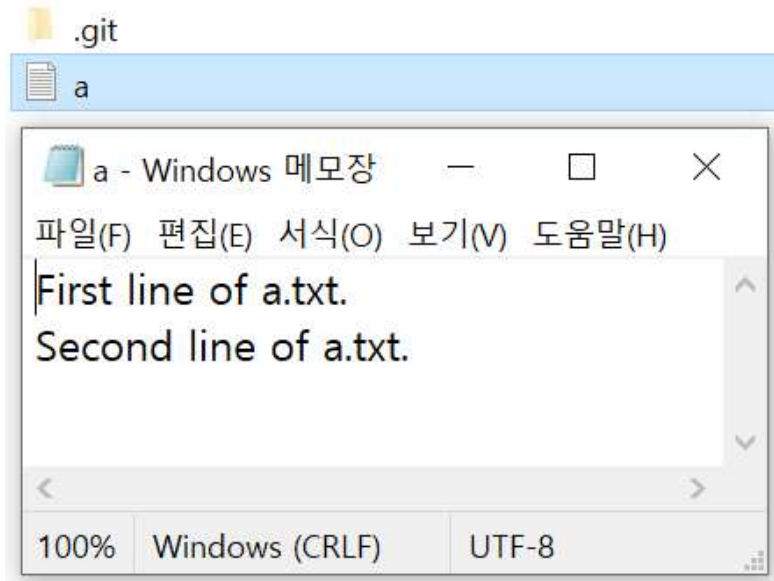 .git
a
a - Windows 메모장
파일(F) 편집(E) 서식(O) 보기(V) 도움말(H)
First line of a.txt.
Second line of a.txt.
100% Windows (CRLF) UTF-8